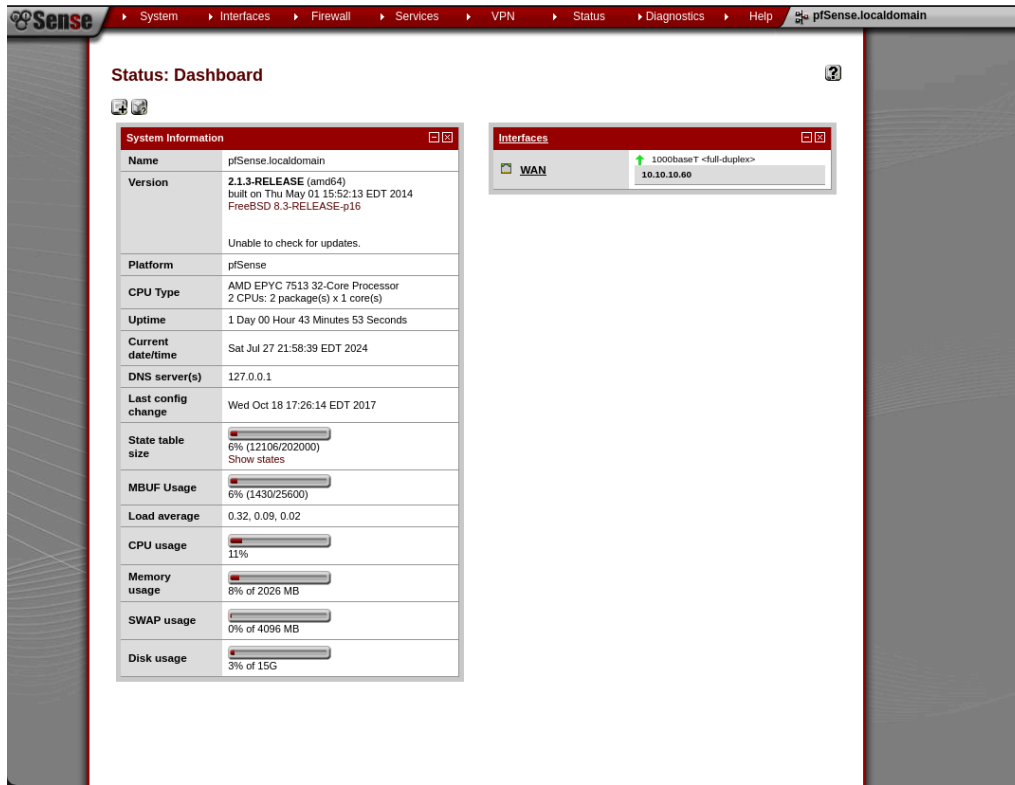 Sense
System Interfaces Firewall Services VPN Status Diagnostics Help pfSense.localdomain
Status: Dashboard
?
System Information
Name pfSense.localdomain
Version 2.1.3-RELEASE (amd64)
built on Thu May 01 15:52:13 EDT 2014
FreeBSD 8.3-RELEASE-p16
Unable to check for updates.
Platform pfSense
CPU Type AMD EPYC 7513 32-Core Processor
2 CPUs: 2 package(s) x 1 core(s)
Uptime 1 Day 00 Hour 43 Minutes 53 Seconds
Current
date/time Sat Jul 27 21:58:39 EDT 2024
DNS server(s) 127.0.0.1
Last config
change Wed Oct 18 17:26:14 EDT 2017
State table
size 6% (12106/202000)
Show states
MBUF Usage 6% (1430/25600)
Load average 0.32, 0.09, 0.02
CPU usage 11%
Memory
usage 8% of 2026 MB
SWAP usage 0% of 4096 MB
Disk usage 3% of 15G
Interfaces
WAN 1000baseT <full-duplex>
10.10.10.60